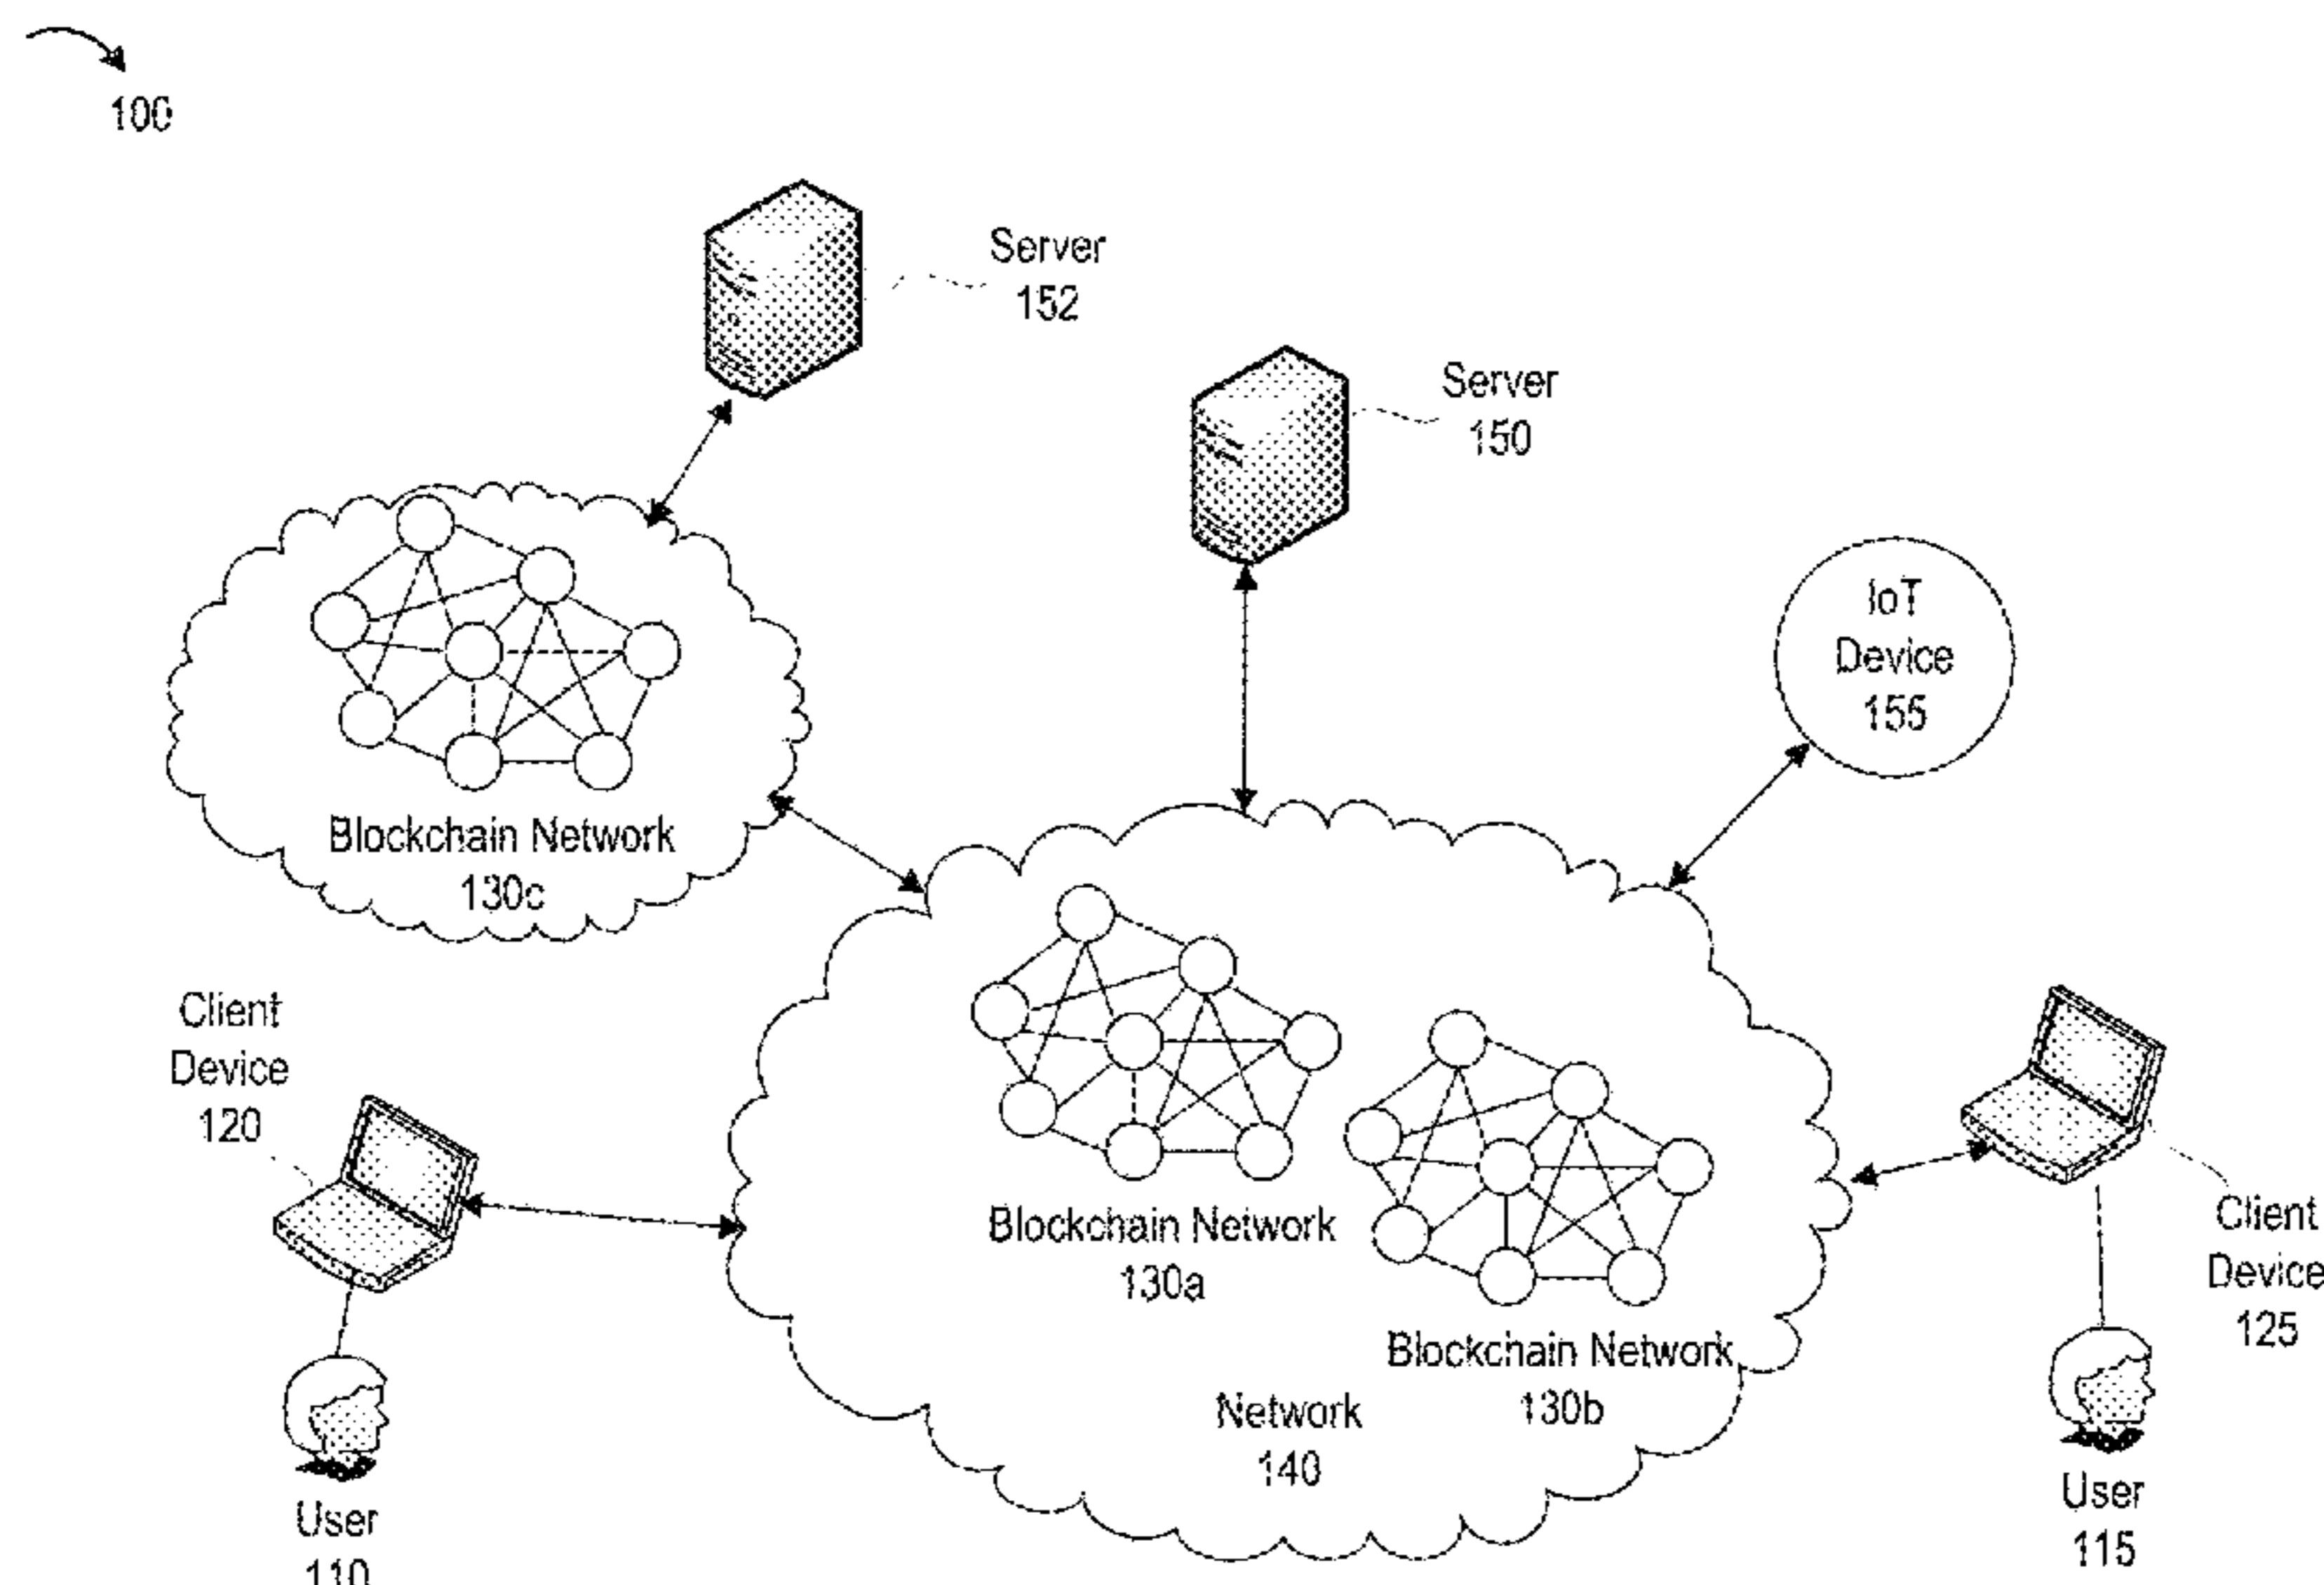 100
Server
152
Server
150
IoT
Device
155
Blockchain Network
130c
Client
Device
120
Blockchain Network
130a
Blockchain Network
130b
Network
140
Client
Device
125
User
110
User
115